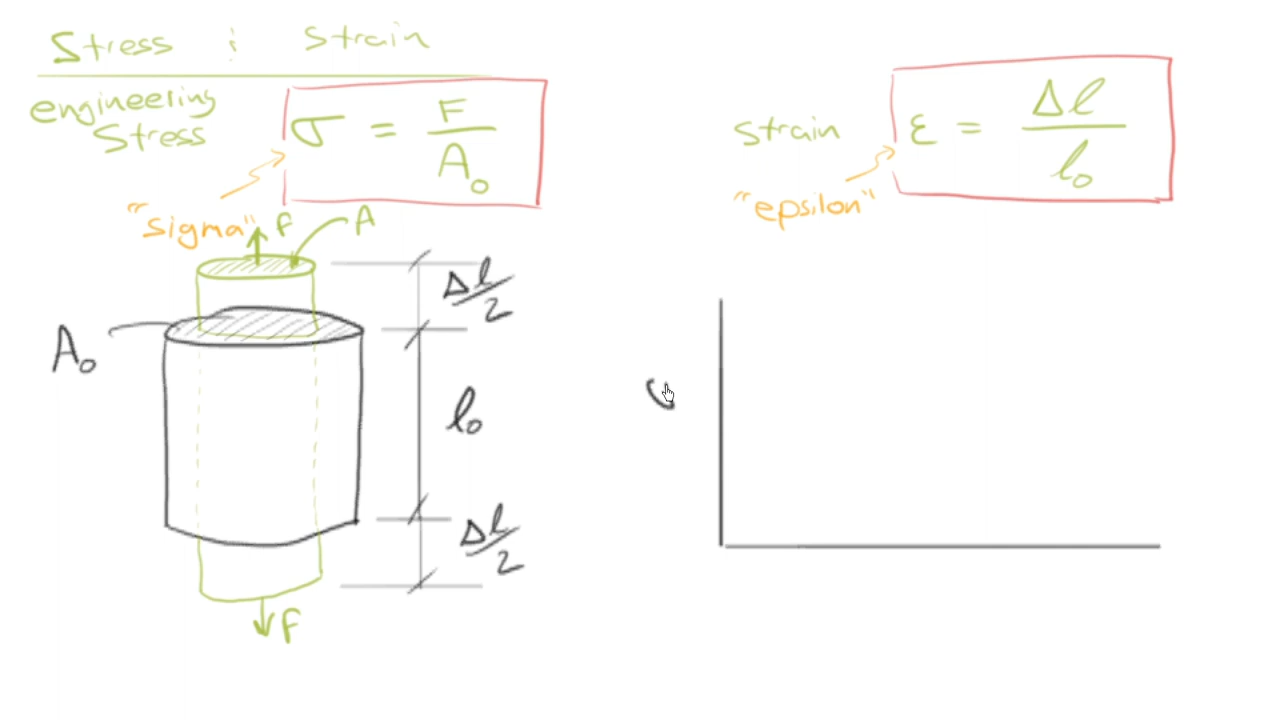 Stress : Strain
engineering
Stress
σ = F / A₀
"sigma"
Strain
ε = Δl / l₀
"epsilon"
F
A
Δl/2
A₀
l₀
Δl/2
F